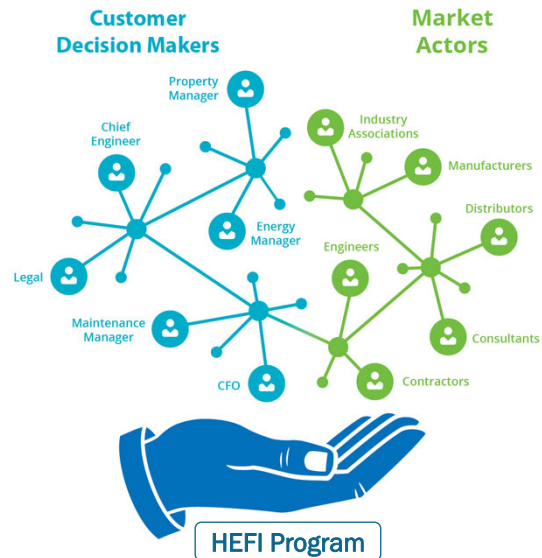 Customer
Decision Makers
Market
Actors
Property
Manager
Chief
Engineer
Industry
Associations
Manufacturers
Distributors
Energy
Manager
Engineers
Legal
Maintenance
Manager
Consultants
CFO
Contractors
HEFI Program